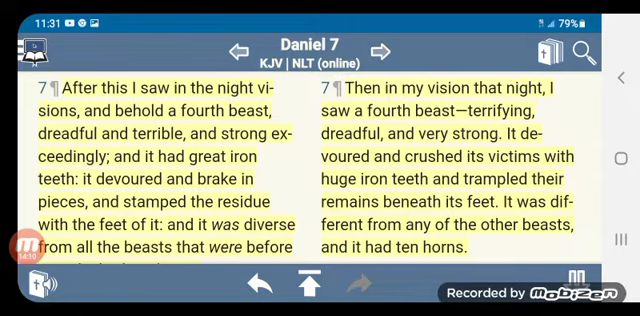 11:31
79%
Daniel 7
KJV | NLT (online)
7 ¶ After this I saw in the night vi-
sions, and behold a fourth beast,
dreadful and terrible, and strong ex-
ceedingly; and it had great iron
teeth: it devoured and brake in
pieces, and stamped the residue
with the feet of it: and it was diverse
from all the beasts that were before
7 ¶ Then in my vision that night, I
saw a fourth beast—terrifying,
dreadful, and very strong. It de-
voured and crushed its victims with
huge iron teeth and trampled their
remains beneath its feet. It was dif-
ferent from any of the other beasts,
and it had ten horns.
14:10
Recorded by Mobizen